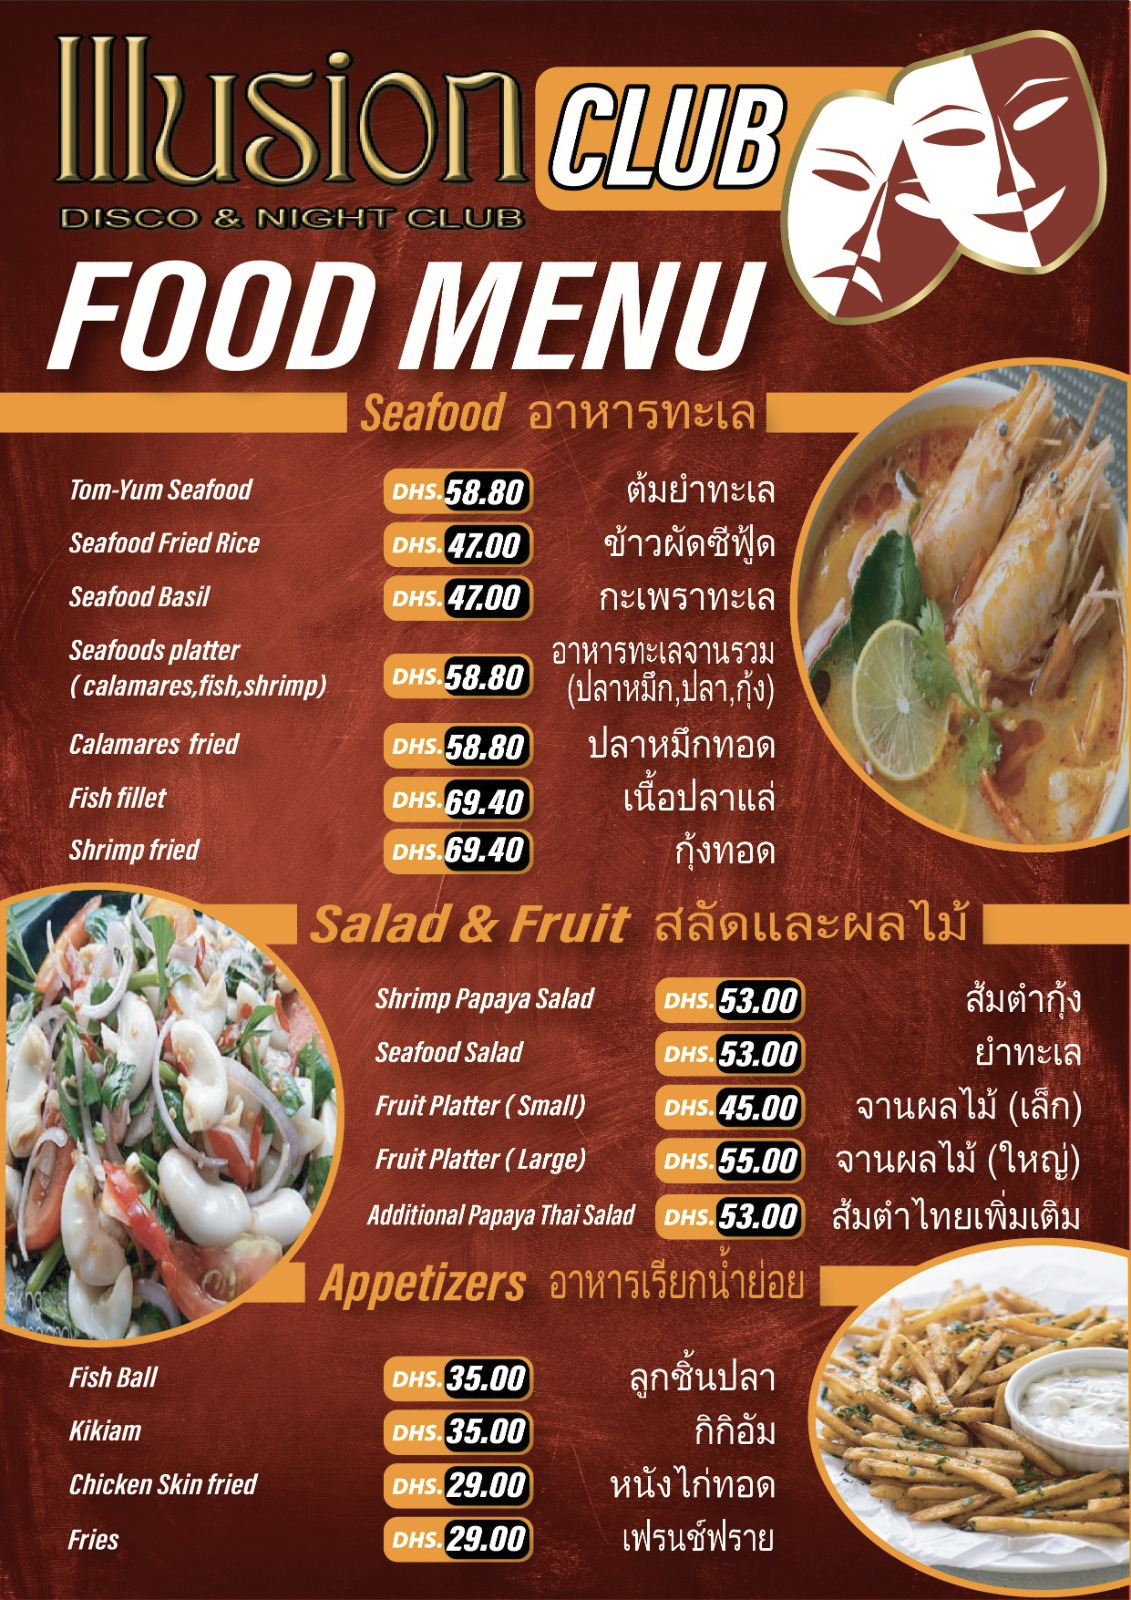 Illusion CLUB
DISCO & NIGHT CLUB
FOOD MENU
Seafood อาหารทะเล
Tom-Yum Seafood DHS. 58.80 ต้มยำทะเล
Seafood Fried Rice DHS. 47.00 ข้าวผัดซีฟู้ด
Seafood Basil DHS. 47.00 กะเพราทะเล
Seafoods platter อาหารทะเลจานรวม
( calamares,fish,shrimp) DHS. 58.80 (ปลาหมึก,ปลา,กุ้ง)
Calamares fried DHS. 58.80 ปลาหมึกทอด
Fish fillet DHS. 69.40 เนื้อปลาแล่
Shrimp fried DHS. 69.40 กุ้งทอด
Salad & Fruit สลัดและผลไม้
Shrimp Papaya Salad DHS. 53.00 ส้มตำกุ้ง
Seafood Salad DHS. 53.00 ยำทะเล
Fruit Platter ( Small) DHS. 45.00 จานผลไม้ (เล็ก)
Fruit Platter ( Large) DHS. 55.00 จานผลไม้ (ใหญ่)
Additional Papaya Thai Salad DHS. 53.00 ส้มตำไทยเพิ่มเติม
Appetizers อาหารเรียกน้ำย่อย
Fish Ball DHS. 35.00 ลูกชิ้นปลา
Kikiam DHS. 35.00 กิกิอัม
Chicken Skin fried DHS. 29.00 หนังไก่ทอด
Fries DHS. 29.00 เฟรนช์ฟราย